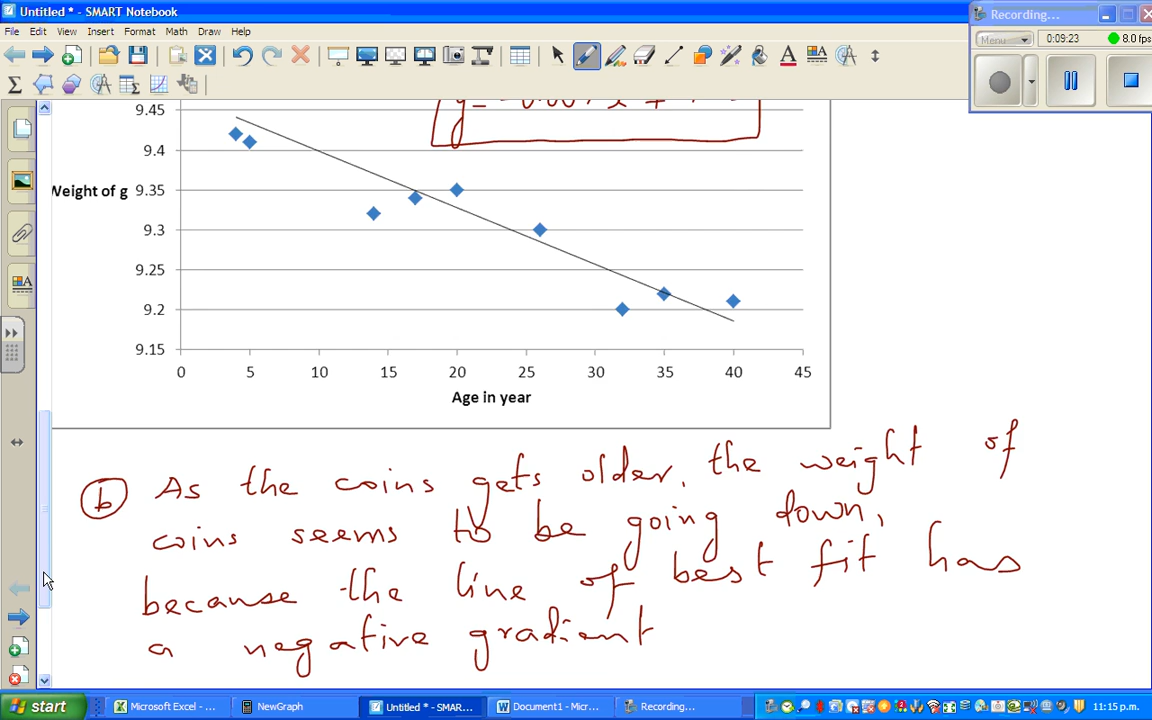 Untitled * - SMART Notebook
Recording...
File Edit View Insert Format Math Draw Help
Menu
0:09:23
8.0 fps
9.45
9.4
Weight of g 9.35
9.3
9.25
9.2
9.15
0 5 10 15 20 25 30 35 40 45
Age in year
b As the coins gets older, the weight of
coins seems to be going down,
because the line of best fit has
a negative gradient
start
Microsoft Excel - ...
NewGraph
Untitled * - SMAR...
Document1 - Micr...
Recording...
11:15 p.m.